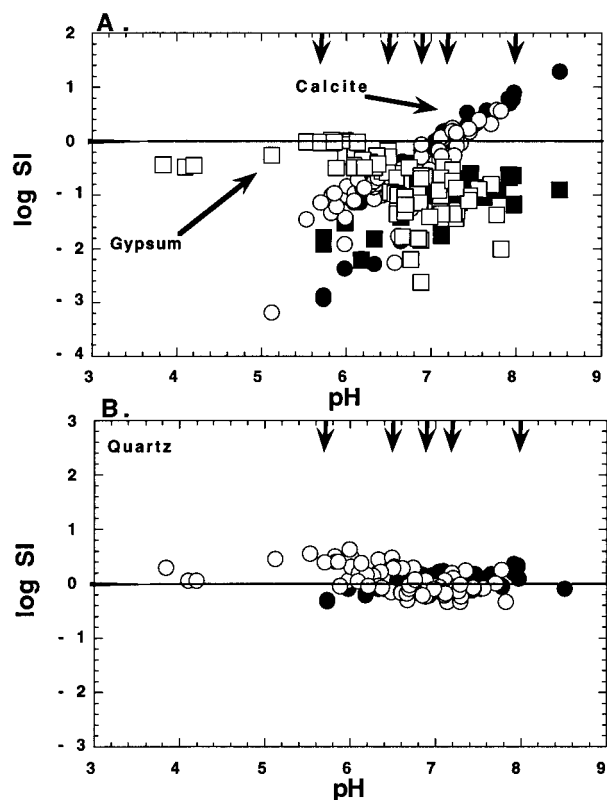 A .
2
1
0
- 1
- 2
- 3
- 4
log SI
Calcite
Gypsum
3 4 5 6 7 8 9
pH
B .
3
2
1
0
- 1
- 2
- 3
log SI
Quartz
3 4 5 6 7 8 9
pH